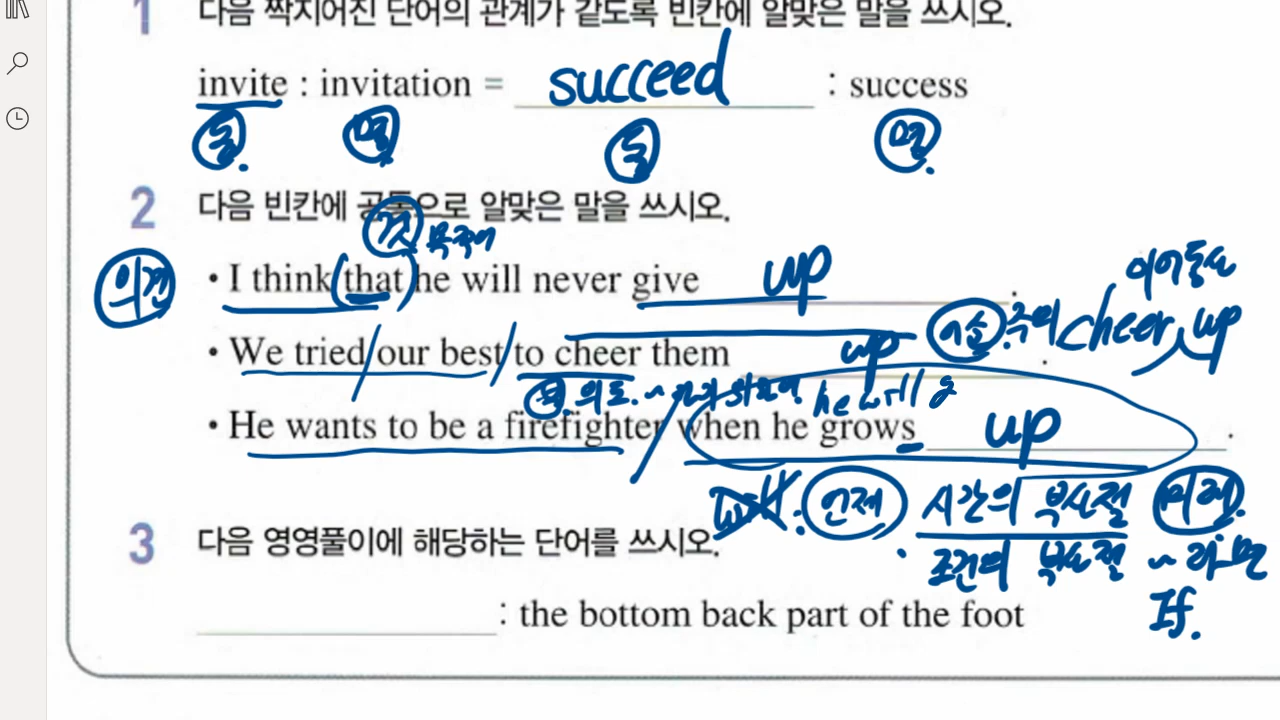 1 다음 짝지어진 단어의 관계가 같도록 빈칸에 알맞은 말을 쓰시오.
invite : invitation = succeed : success
동. 명. 동. 명.
2 다음 빈칸에 공통으로 알맞은 말을 쓰시오.
것 목적어
의견 • I think (that) he will never give up .
이어동사
• We tried / our best / to cheer them up . cheer up
he will g
• He wants to be a firefighter / when he grows up .
언제 시간의 부사절 미래.
3 다음 영영풀이에 해당하는 단어를 쓰시오.
조건의 부사절 ~라면
: the bottom back part of the foot
If.